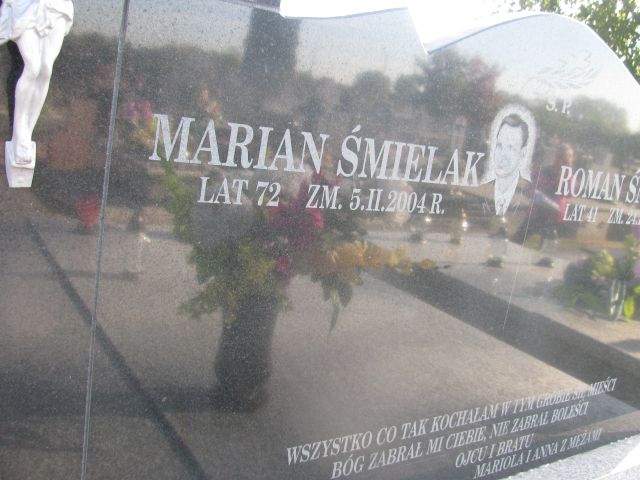 MARIAN ŚMIELAK
LAT 72 ZM. 5.II.2004 R.
Ś.P.
ROMAN
LAT 41 ZM.
WSZYSTKO CO TAK KOCHAŁAM W TYM GROBIE SIĘ MIEŚCI
BÓG ZABRAŁ MI CIEBIE, NIE ZABRAŁ BOLEŚCI
OJCU I BRATU
MARIOLA I ANNA Z MĘŻAMI